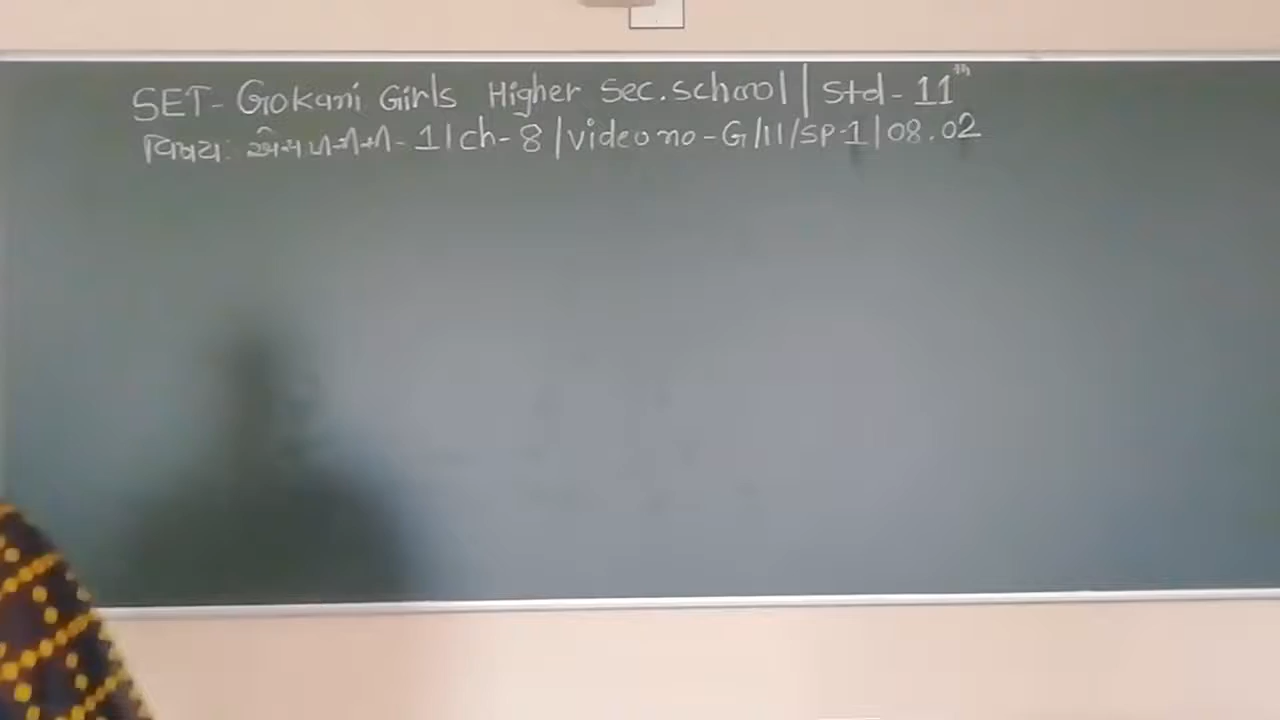 SET- Gokani Girls Higher Sec. school | Std - 11th
વિષય: એસ.પી.સી.સી- 1 | ch- 8 | video no - G/11/SP-1 | 08.02